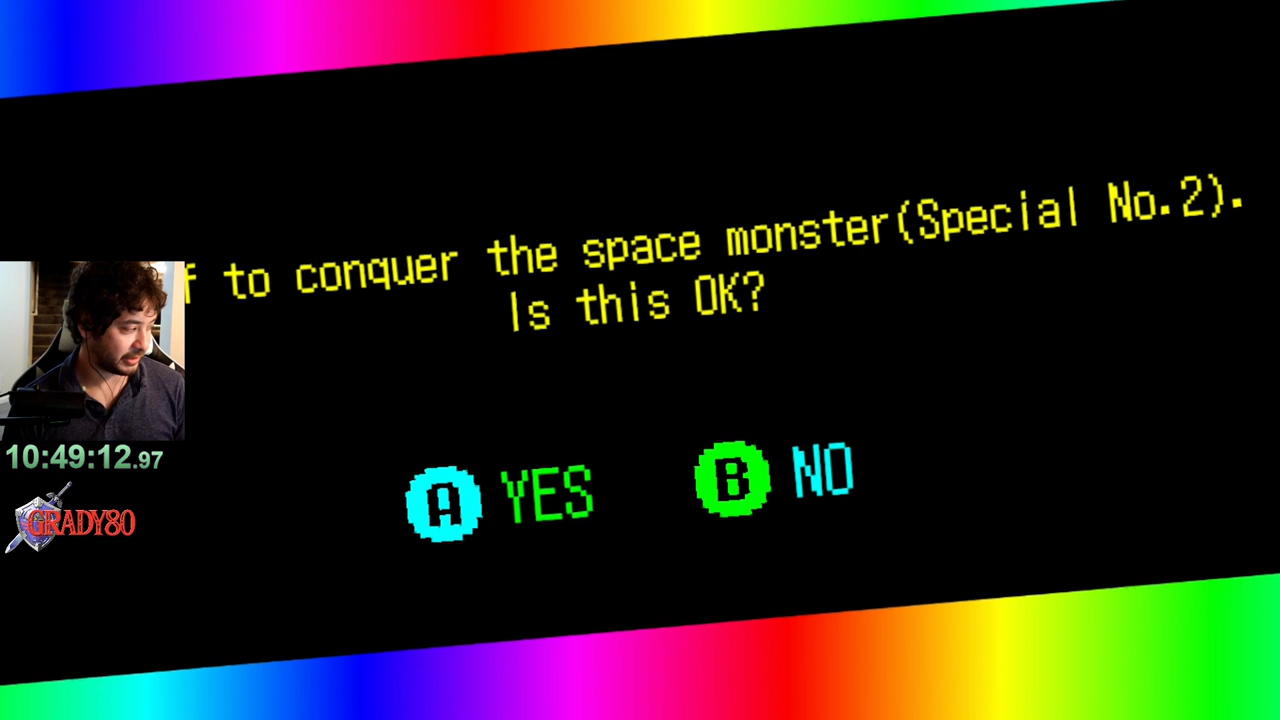 to conquer the space monster(Special No.2).
Is this OK?
A YES B NO
10:49:12.97
GRADY80